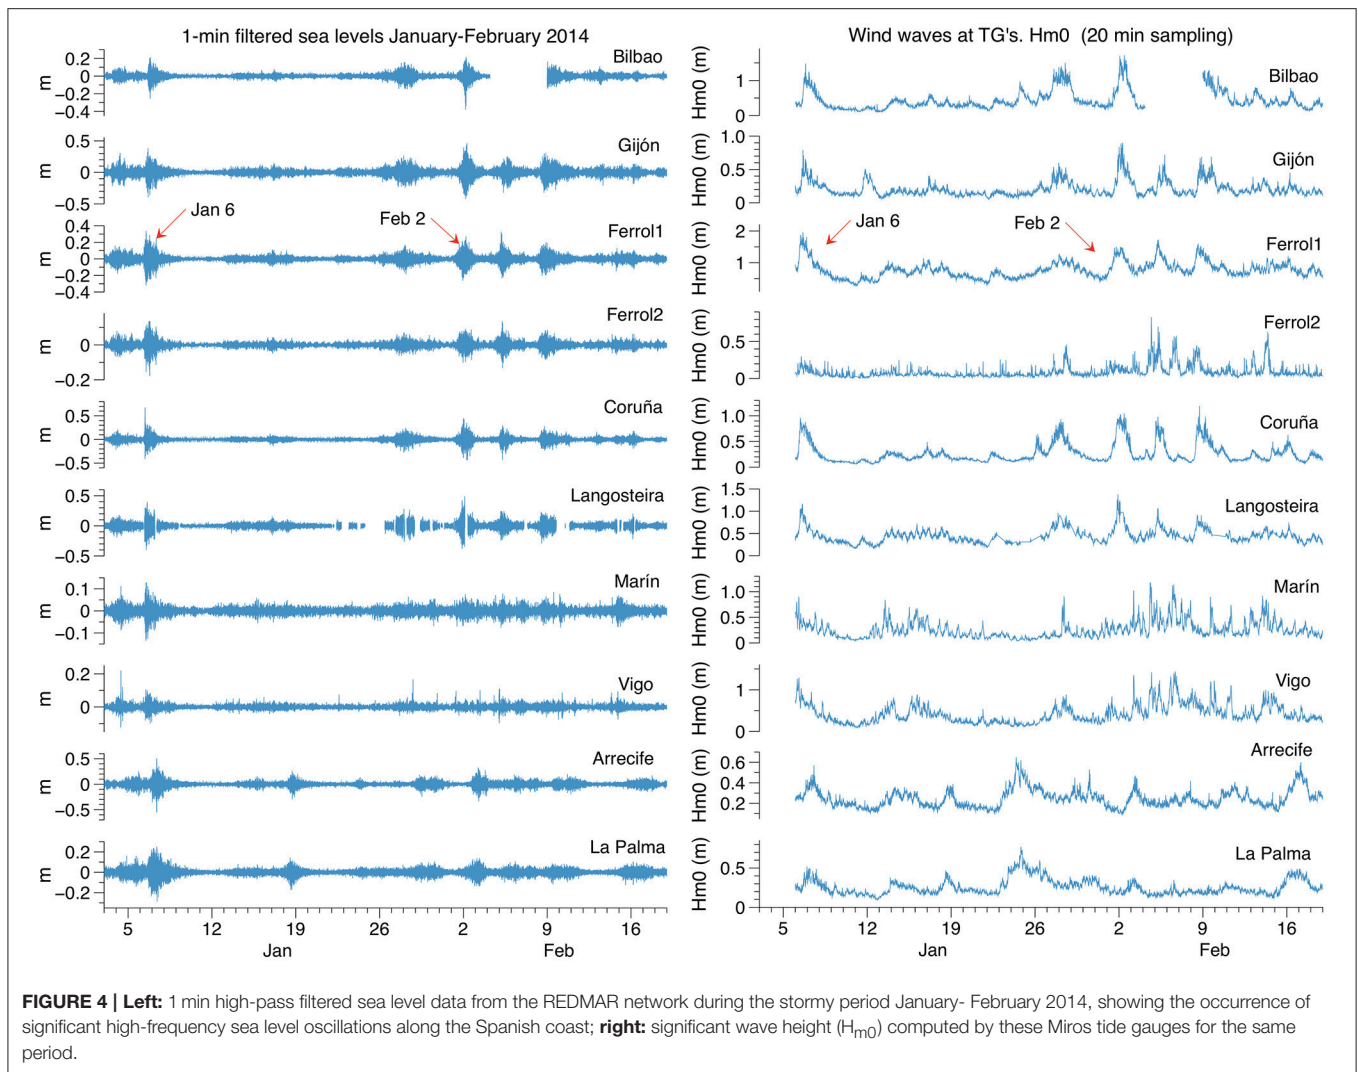 1-min filtered sea levels January-February 2014
Bilbao
m
0.2
0
−0.2
−0.4
Gijón
m
0.5
0
−0.5
Jan 6
Feb 2
Ferrol1
m
0.4
0.2
0
−0.2
−0.4
Ferrol2
m
0
−0.2
Coruña
m
0.5
0
−0.5
Langosteira
m
0.5
0
−0.5
Marín
m
0.1
0
−0.1
Vigo
m
0.2
0
Arrecife
m
0.5
0
−0.5
La Palma
m
0.2
0
−0.2
5 12 19 26 2 9 16
Jan Feb
Wind waves at TG's. Hm0 (20 min sampling)
Bilbao
Hm0 (m)
1
0
Gijón
Hm0 (m)
1.0
0.5
0
Jan 6
Feb 2
Ferrol1
Hm0 (m)
2
1
Ferrol2
Hm0 (m)
0.5
0
Coruña
Hm0 (m)
1.0
0.5
0
Langosteira
Hm0 (m)
1.5
1.0
0.5
0
Marín
Hm0 (m)
1.0
0.5
0
Vigo
Hm0 (m)
1
0
Arrecife
Hm0 (m)
0.6
0.4
0.2
La Palma
Hm0 (m)
0.5
0
5 12 19 26 2 9 16
Jan Feb
FIGURE 4 | Left: 1 min high-pass filtered sea level data from the REDMAR network during the stormy period January- February 2014, showing the occurrence of
significant high-frequency sea level oscillations along the Spanish coast; right: significant wave height (Hm0) computed by these Miros tide gauges for the same
period.